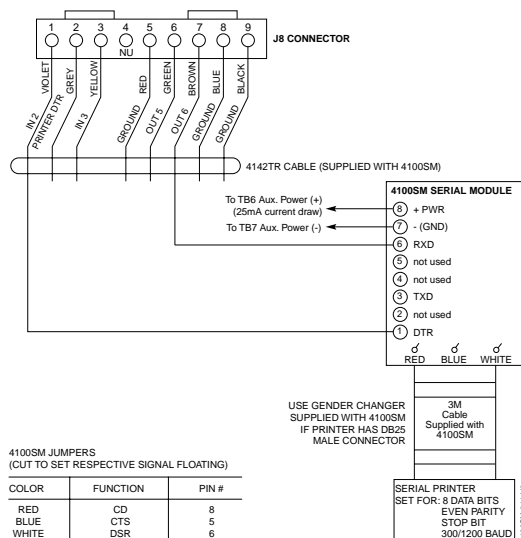 1 2 3 4 5 6 7 8 9
J8 CONNECTOR
NU
VIOLET
GREY
YELLOW
RED
GREEN
BROWN
BLUE
BLACK
IN 2
PRINTER DTR
IN 3
GROUND
OUT 5
OUT 6
GROUND
GROUND
4142TR CABLE (SUPPLIED WITH 4100SM)
4100SM SERIAL MODULE
To TB6 Aux. Power (+)
(25mA current draw)
To TB7 Aux. Power (-)
8 + PWR
7 - (GND)
6 RXD
5 not used
4 not used
3 TXD
2 not used
1 DTR
RED BLUE WHITE
USE GENDER CHANGER
SUPPLIED WITH 4100SM
IF PRINTER HAS DB25
MALE CONNECTOR
3M
Cable
Supplied with
4100SM
4100SM JUMPERS
(CUT TO SET RESPECTIVE SIGNAL FLOATING)
COLOR FUNCTION PIN #
RED CD 8
BLUE CTS 5
WHITE DSR 6
SERIAL PRINTER
SET FOR: 8 DATA BITS
EVEN PARITY
STOP BIT
300/1200 BAUD